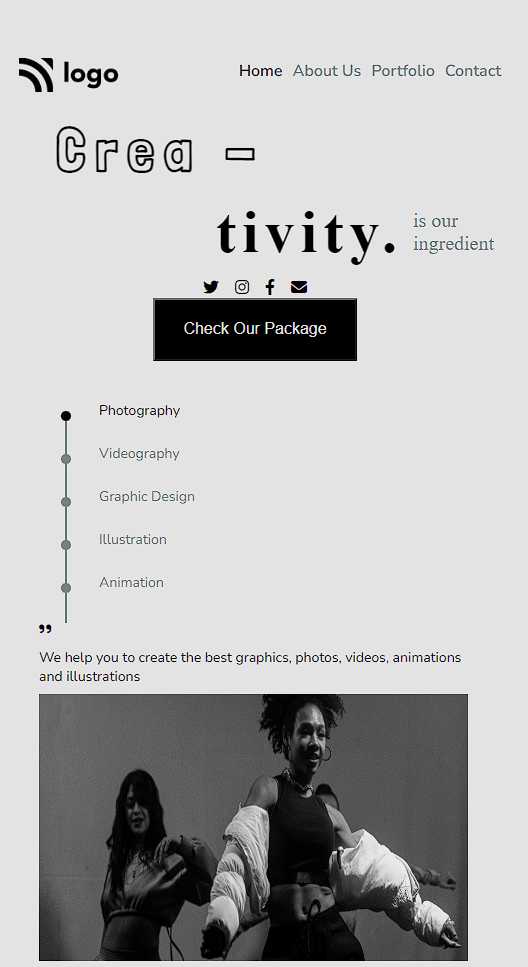 logo
Home About Us Portfolio Contact
Crea -
tivity.
is our
ingredient
Check Our Package
Photography
Videography
Graphic Design
Illustration
Animation
”
We help you to create the best graphics, photos, videos, animations
and illustrations